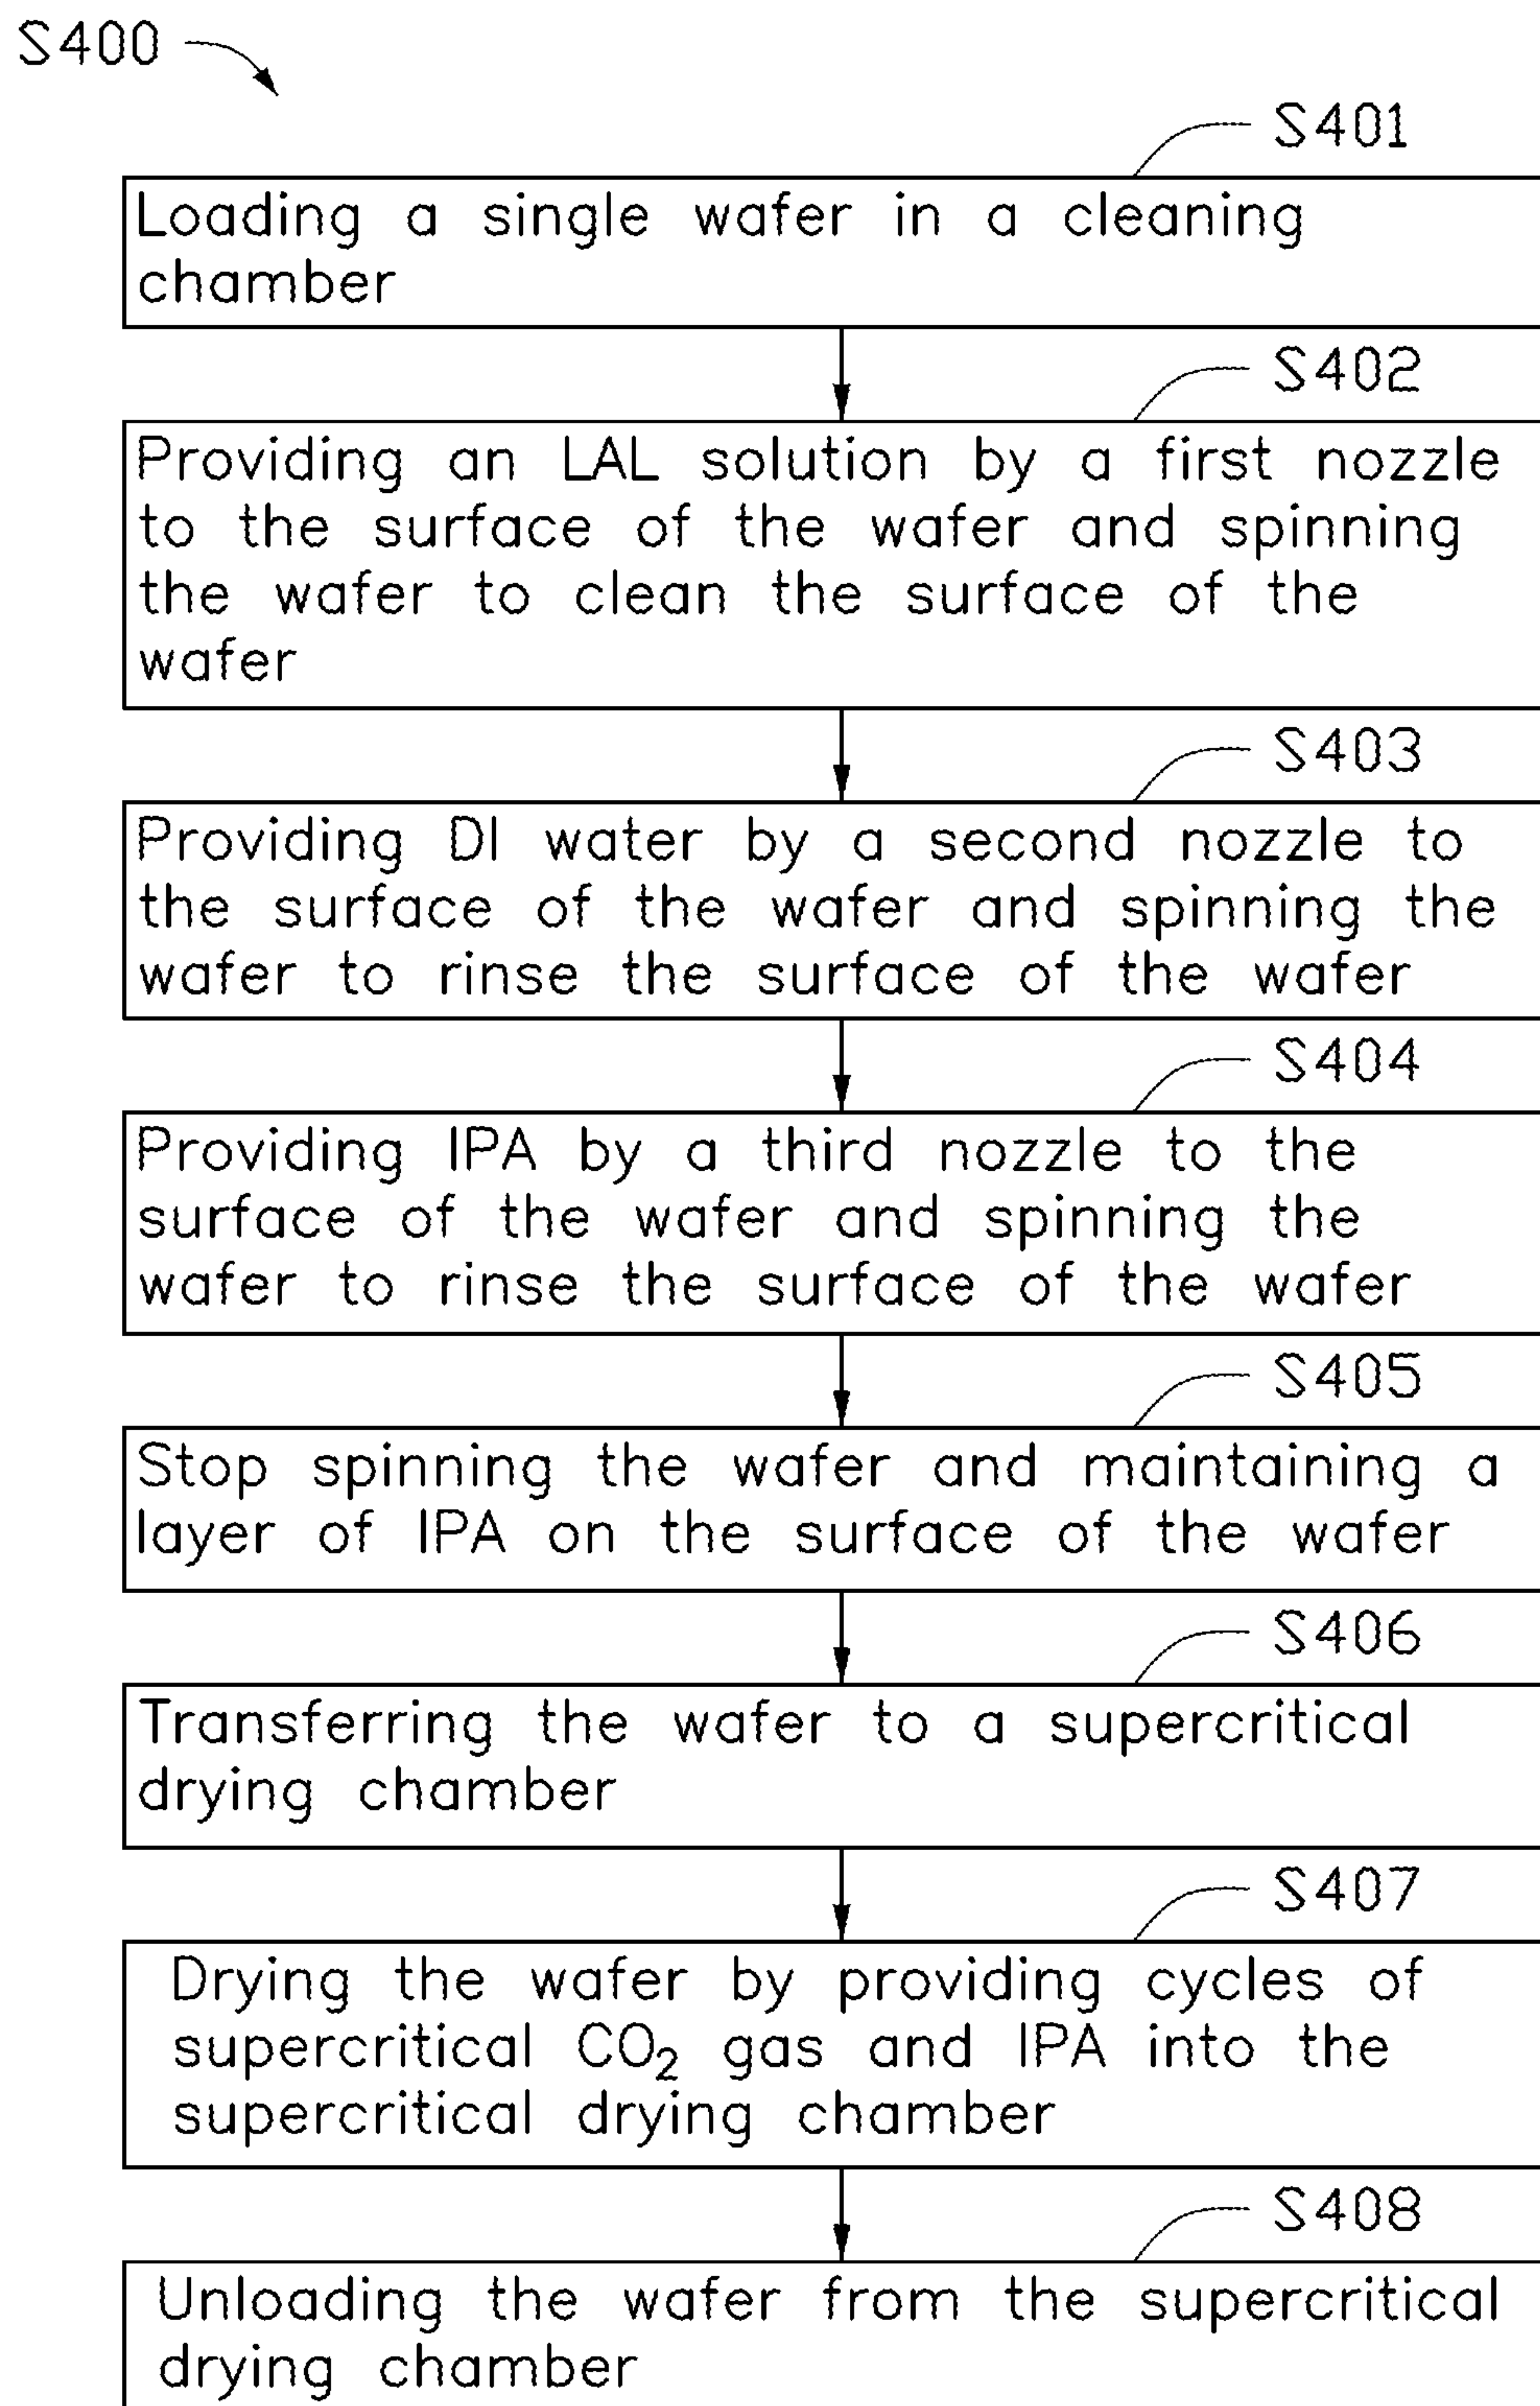 S400
S401
Loading a single wafer in a cleaning
chamber
S402
Providing an LAL solution by a first nozzle
to the surface of the wafer and spinning
the wafer to clean the surface of the
wafer
S403
Providing DI water by a second nozzle to
the surface of the wafer and spinning the
wafer to rinse the surface of the wafer
S404
Providing IPA by a third nozzle to the
surface of the wafer and spinning the
wafer to rinse the surface of the wafer
S405
Stop spinning the wafer and maintaining a
layer of IPA on the surface of the wafer
S406
Transferring the wafer to a supercritical
drying chamber
S407
Drying the wafer by providing cycles of
supercritical CO₂ gas and IPA into the
supercritical drying chamber
S408
Unloading the wafer from the supercritical
drying chamber